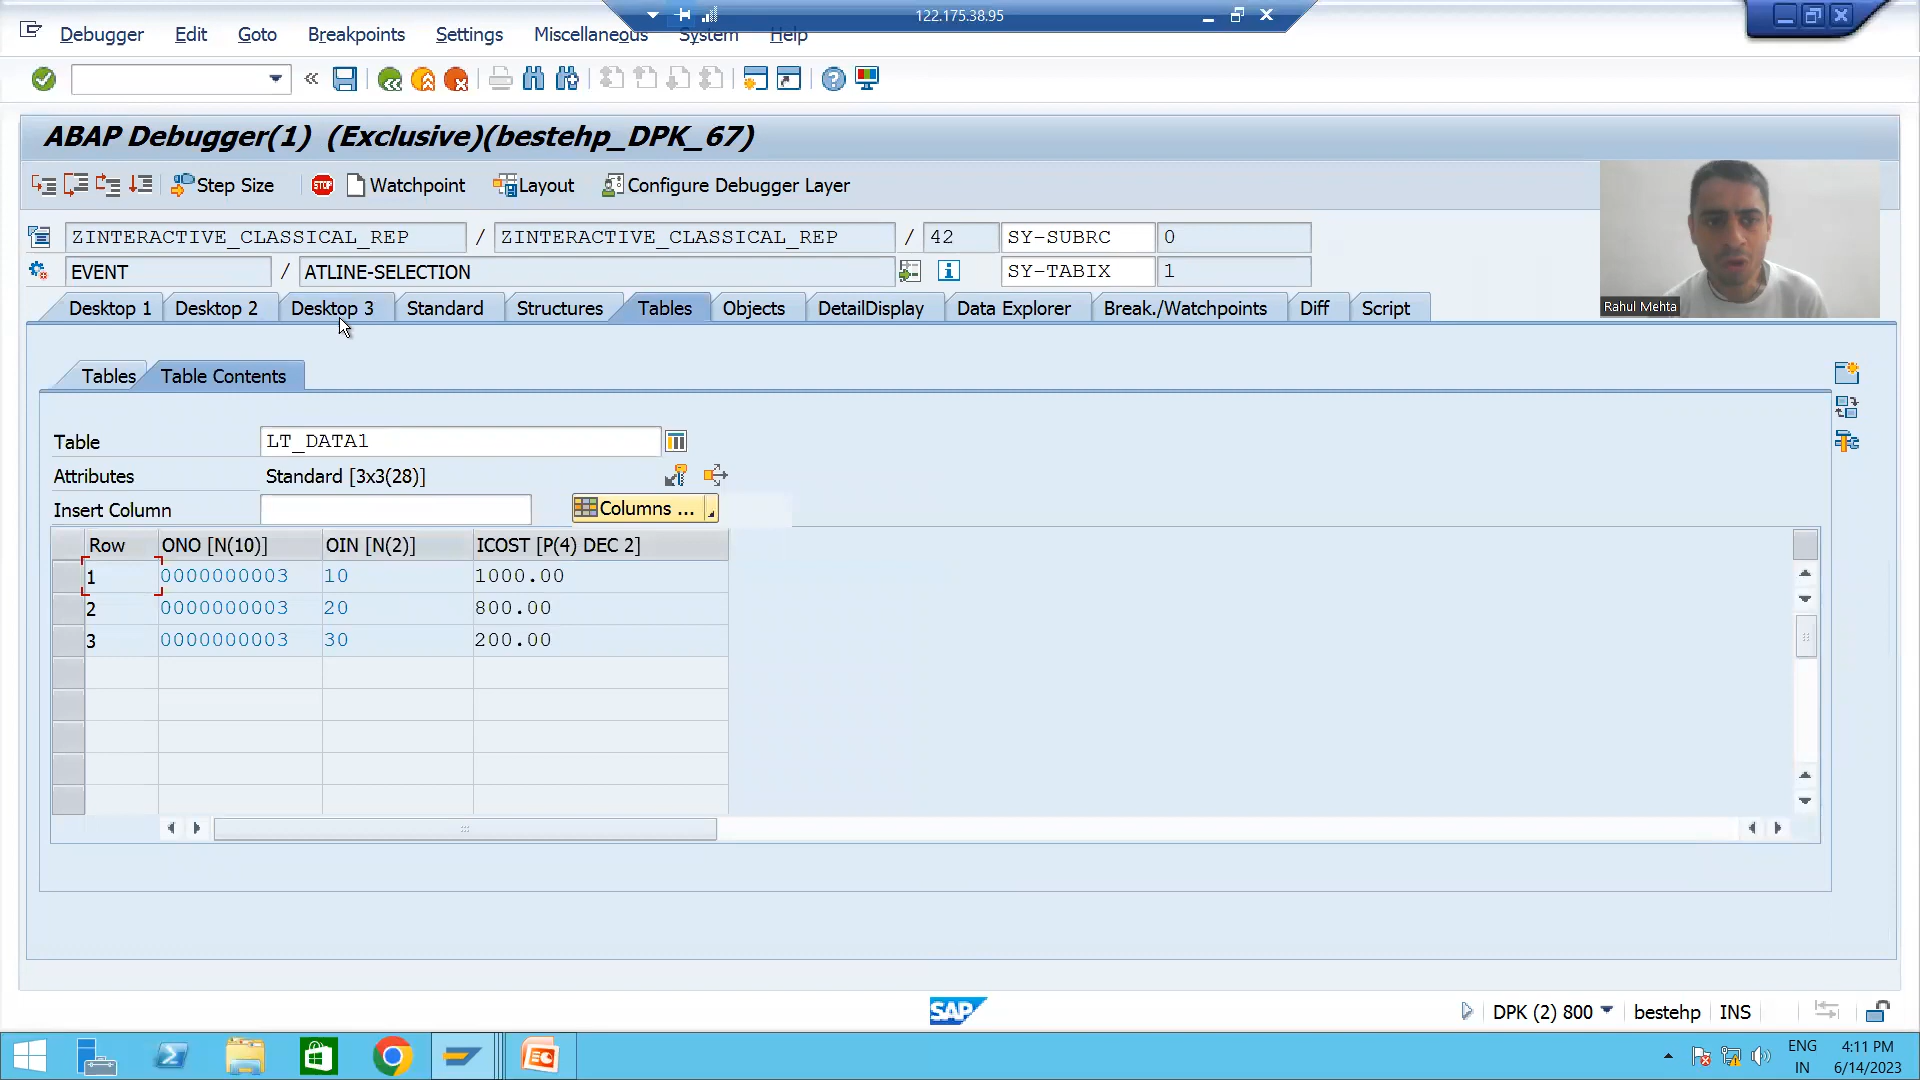 122.175.38.95
Debugger Edit Goto Breakpoints Settings Miscellaneous System Help
ABAP Debugger(1) (Exclusive)(bestehp_DPK_67)
Step Size STOP Watchpoint Layout Configure Debugger Layer
ZINTERACTIVE_CLASSICAL_REP / ZINTERACTIVE_CLASSICAL_REP / 42 SY-SUBRC 0
EVENT / ATLINE-SELECTION SY-TABIX 1
Desktop 1 Desktop 2 Desktop 3 Standard Structures Tables Objects DetailDisplay Data Explorer Break./Watchpoints Diff Script
Rahul Mehta
Tables Table Contents
Table LT_DATA1
Attributes Standard [3x3(28)]
Insert Column Columns ...
Row ONO [N(10)] OIN [N(2)] ICOST [P(4) DEC 2]
1 0000000003 10 1000.00
2 0000000003 20 800.00
3 0000000003 30 200.00
SAP DPK (2) 800 bestehp INS
ENG 4:11 PM
IN 6/14/2023